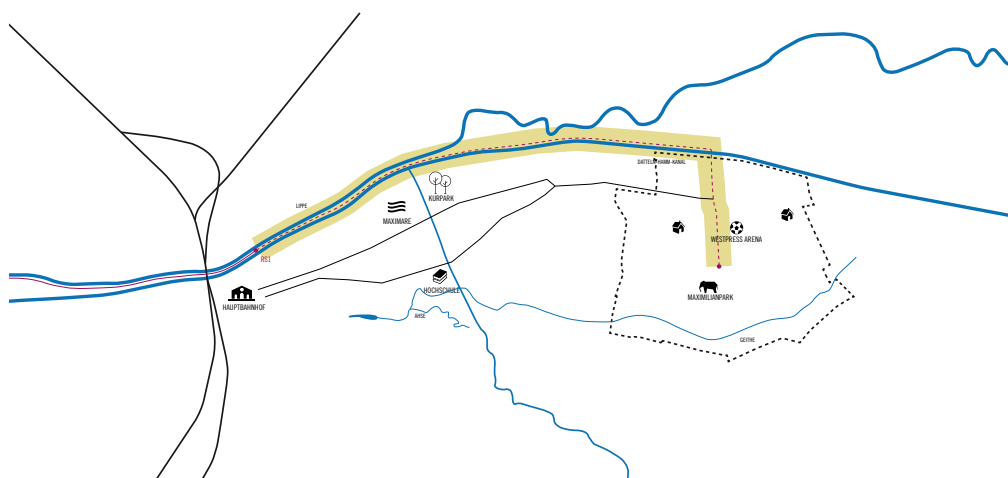 DATTELN-HAMM-KANAL
KURPARK
LIPPE
MAXIMARE
WESTPRESS ARENA
RS1
HOCHSCHULE
MAXIMILIANPARK
HAUPTBAHNHOF
AHSE
GEITHE